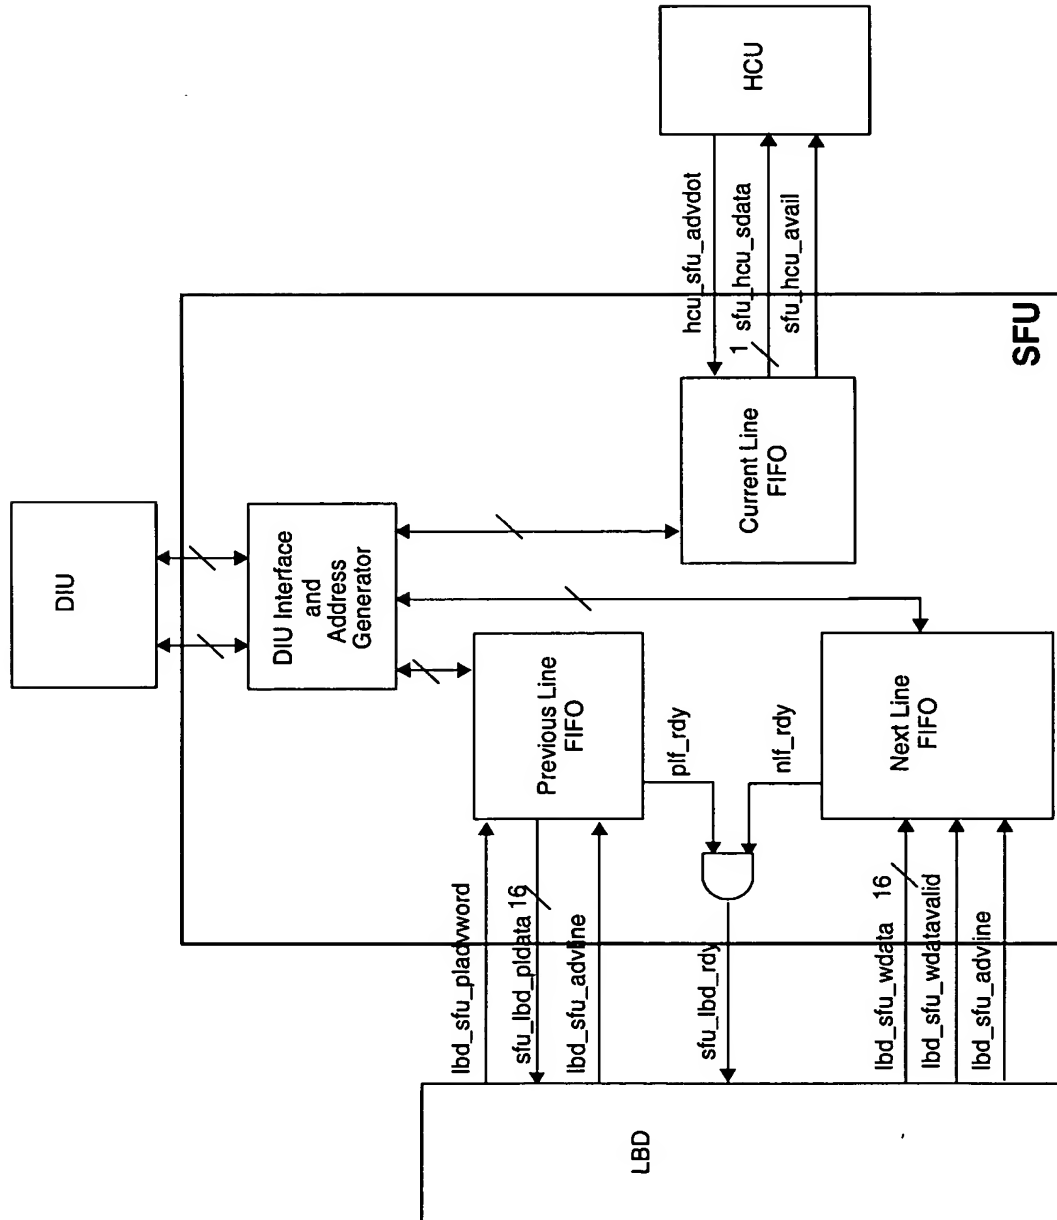 DIU
HCU
DIU Interface
and
Address
Generator
hcu_sfu_advdot
1 sfu_hcu_sdata
sfu_hcu_avail
Current Line
FIFO
SFU
Previous Line
FIFO
plf_rdy
nlf_rdy
Next Line
FIFO
lbd_sfu_pladvword
sfu_lbd_pldata 16
lbd_sfu_advline
sfu_lbd_rdy
lbd_sfu_wdata 16
lbd_sfu_wdatavalid
lbd_sfu_advline
LBD